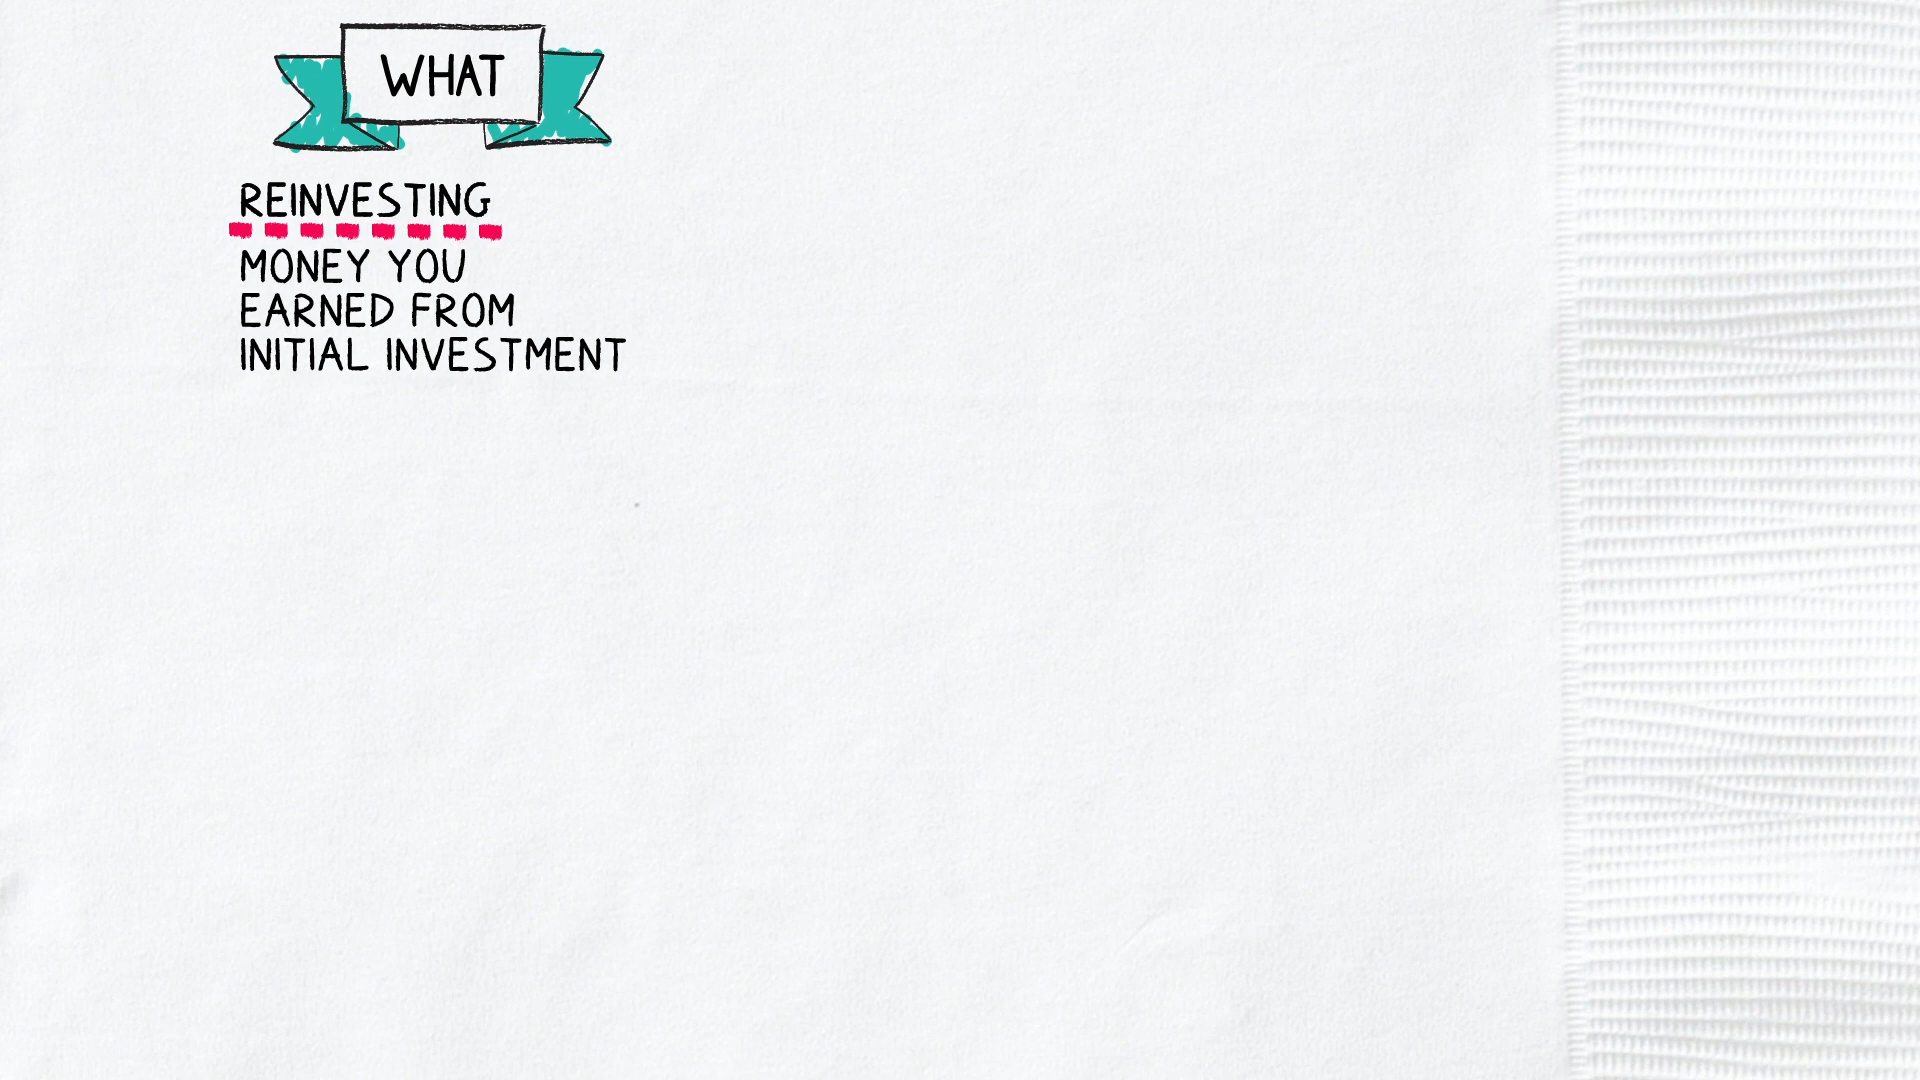 WHAT
REINVESTING
MONEY YOU
EARNED FROM
INITIAL INVESTMENT